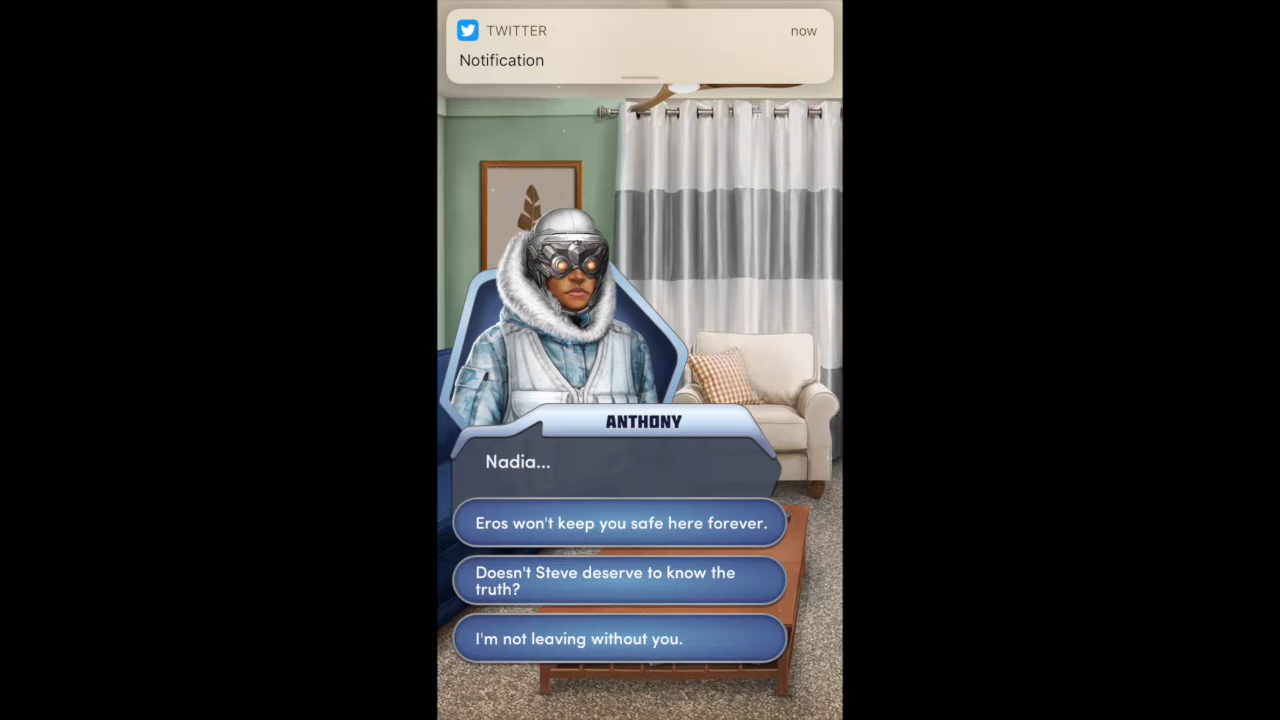 TWITTER now
Notification
ANTHONY
Nadia...
Eros won't keep you safe here forever.
Doesn't Steve deserve to know the
truth?
I'm not leaving without you.